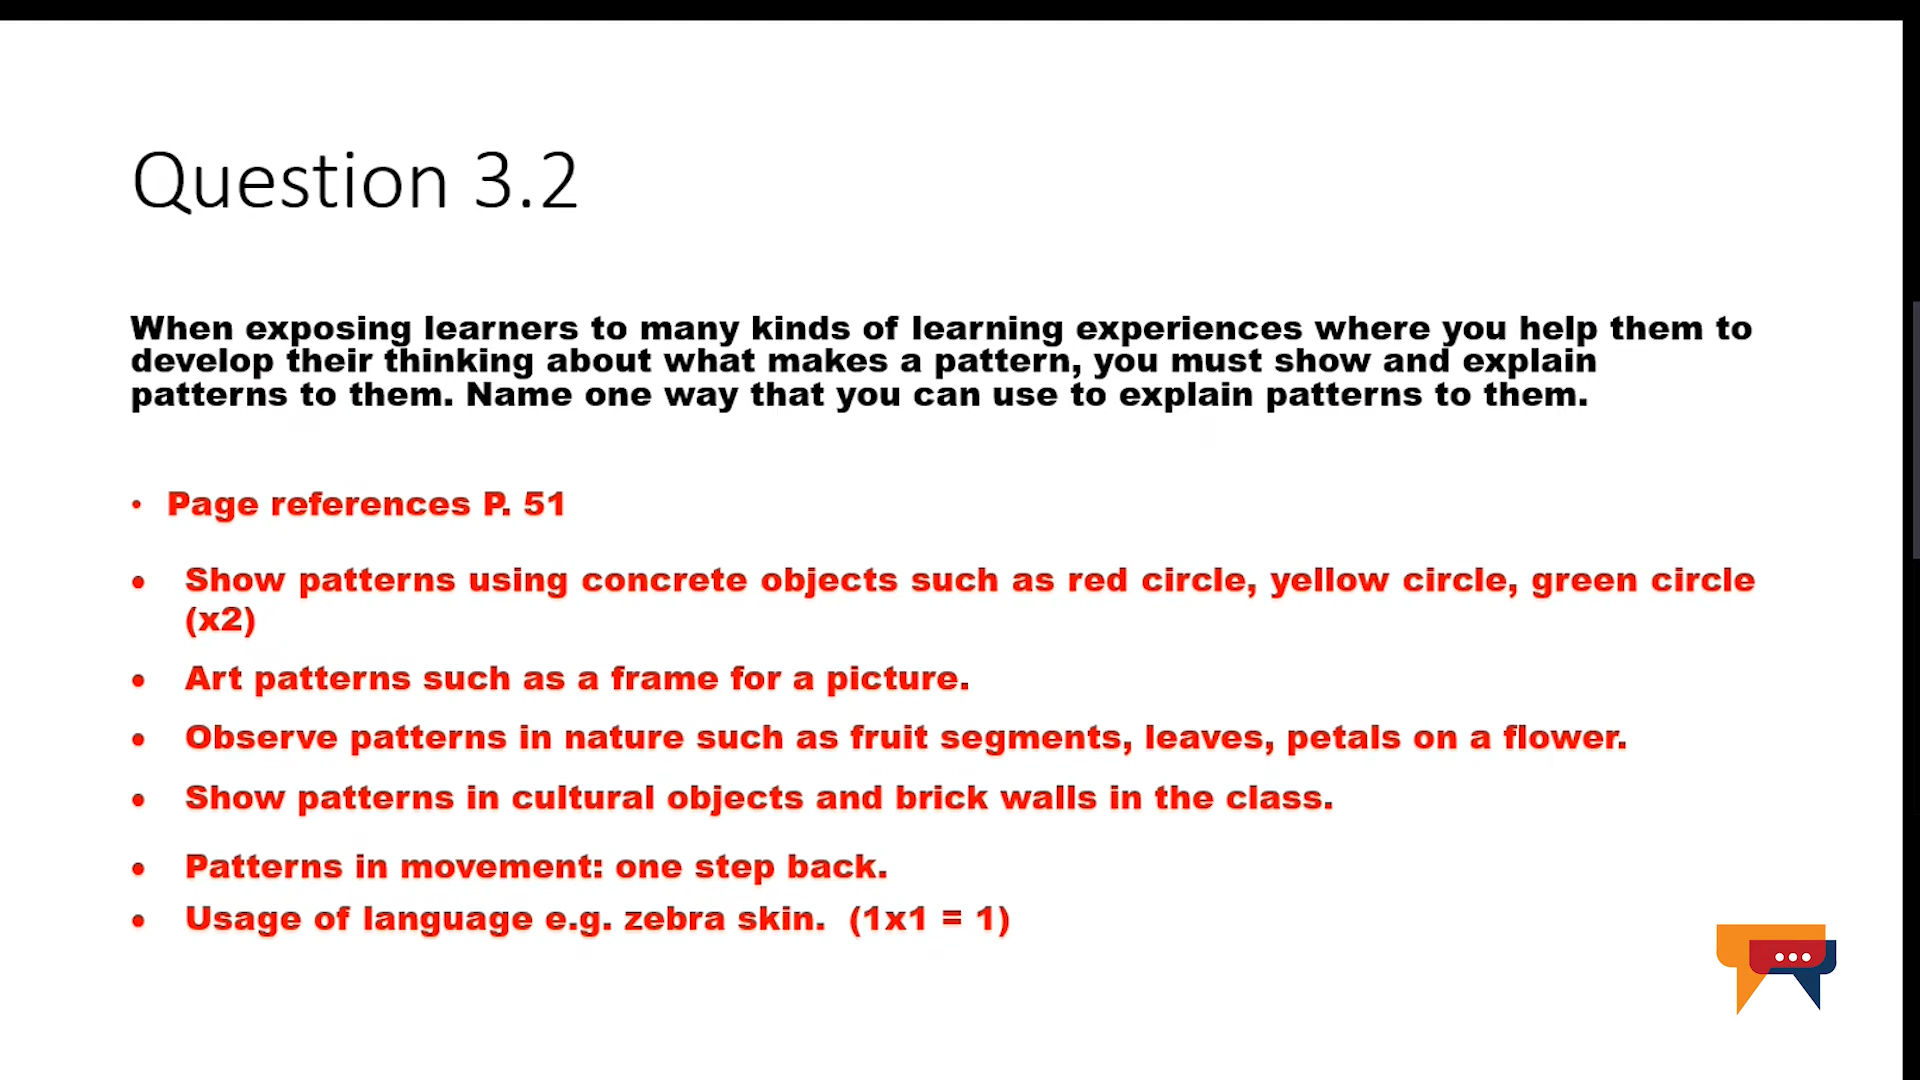 Question 3.2
When exposing learners to many kinds of learning experiences where you help them to
develop their thinking about what makes a pattern, you must show and explain
patterns to them. Name one way that you can use to explain patterns to them.
• Page references P. 51
• Show patterns using concrete objects such as red circle, yellow circle, green circle
(x2)
• Art patterns such as a frame for a picture.
• Observe patterns in nature such as fruit segments, leaves, petals on a flower.
• Show patterns in cultural objects and brick walls in the class.
• Patterns in movement: one step back.
• Usage of language e.g. zebra skin. (1x1 = 1)